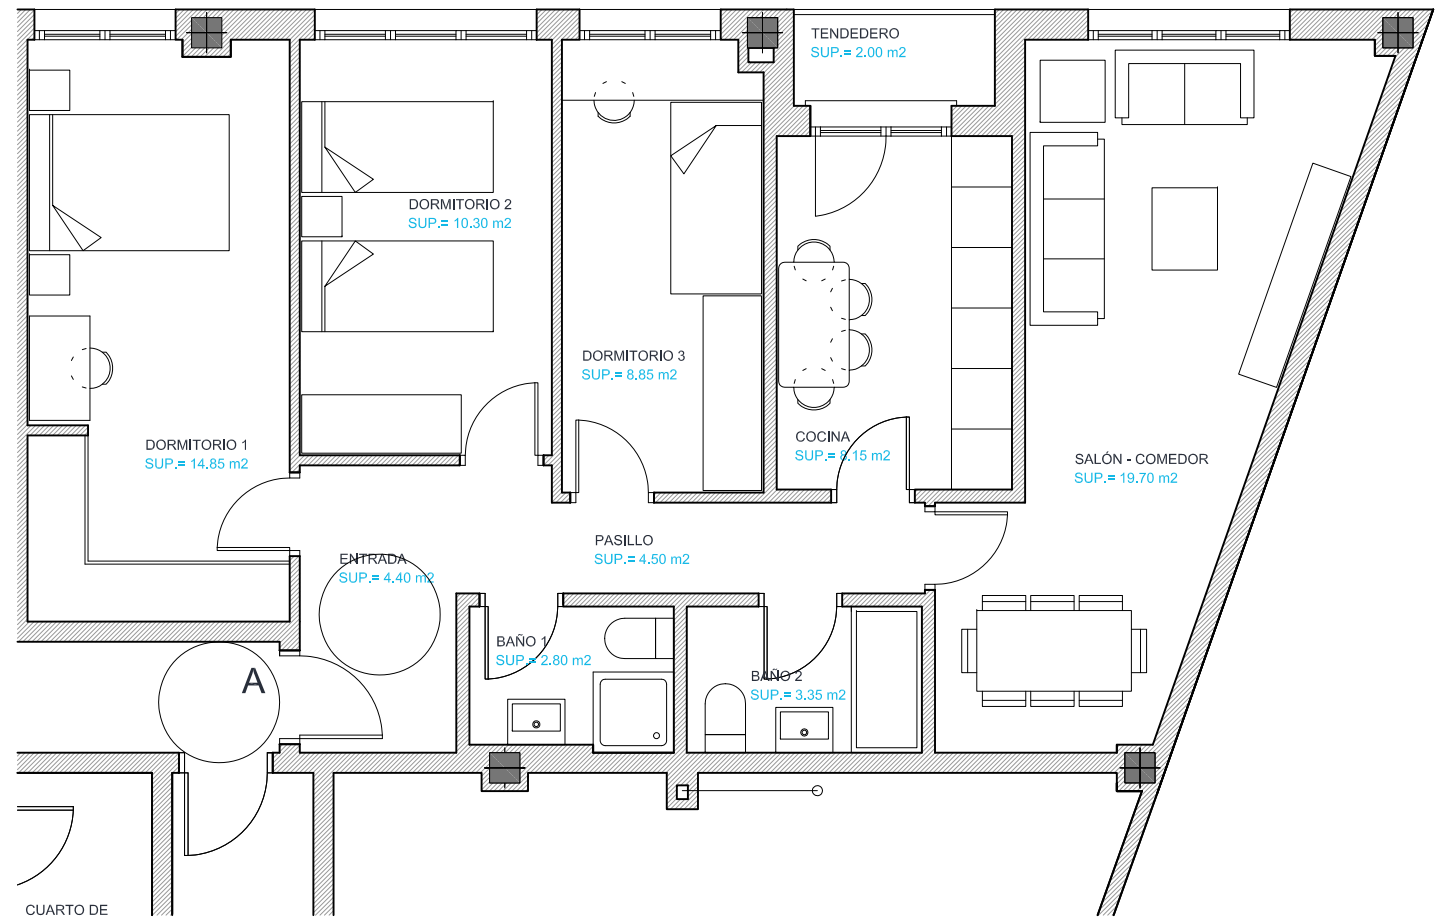 TENDEDERO
SUP.= 2.00 m2
DORMITORIO 2
SUP.= 10.30 m2
DORMITORIO 3
SUP.= 8.85 m2
DORMITORIO 1
SUP.= 14.85 m2
COCINA
SUP.= 8.15 m2
SALÓN - COMEDOR
SUP.= 19.70 m2
ENTRADA
SUP.= 4.40 m2
PASILLO
SUP.= 4.50 m2
BAÑO 1
SUP.= 2.80 m2
BAÑO 2
SUP.= 3.35 m2
A
CUARTO DE